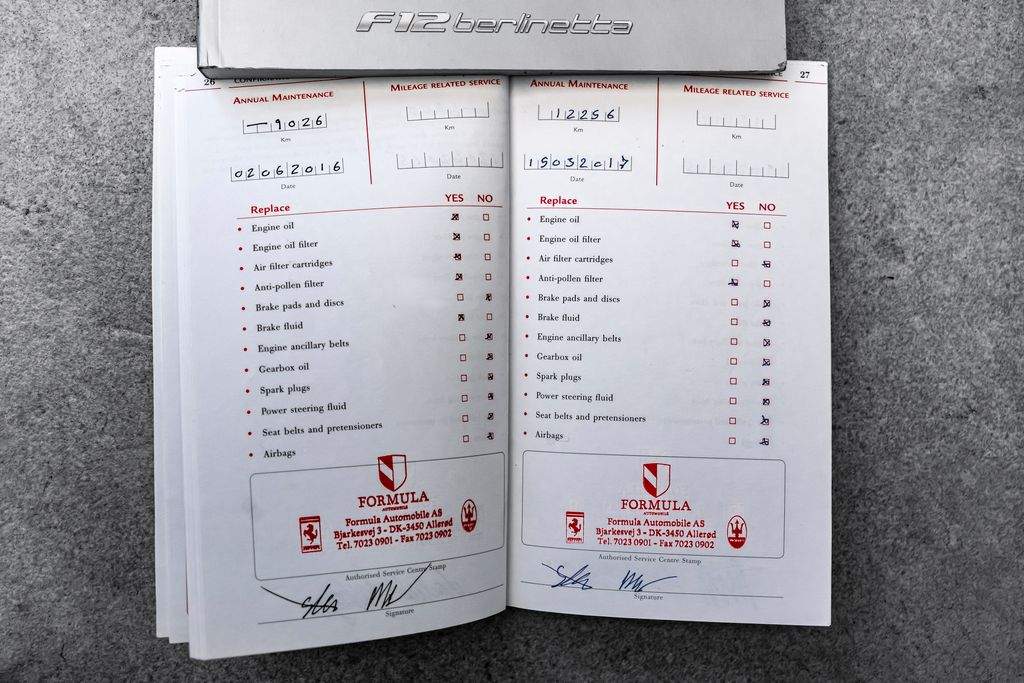 F12 berlinetta
26
ANNUAL MAINTENANCE
MILEAGE RELATED SERVICE
— 9026
Km
Km
02062016
Date
Date
Replace YES NO
• Engine oil
• Engine oil filter
• Air filter cartridges
• Anti-pollen filter
• Brake pads and discs
• Brake fluid
• Engine ancillary belts
• Gearbox oil
• Spark plugs
• Power steering fluid
• Seat belts and pretensioners
• Airbags
FORMULA
AUTOMOBILE
Formula Automobile AS
Bjarkesvej 3 - DK-3450 Allerød
Tel. 7023 0901 - Fax 7023 0902
Authorised Service Centre Stamp
Signature
27
ANNUAL MAINTENANCE
MILEAGE RELATED SERVICE
12256
Km
Km
15032017
Date
Date
Replace YES NO
• Engine oil
• Engine oil filter
• Air filter cartridges
• Anti-pollen filter
• Brake pads and discs
• Brake fluid
• Engine ancillary belts
• Gearbox oil
• Spark plugs
• Power steering fluid
• Seat belts and pretensioners
• Airbags
FORMULA
AUTOMOBILE
Formula Automobile AS
Bjarkesvej 3 - DK-3450 Allerød
Tel. 7023 0901 - Fax 7023 0902
Authorised Service Centre Stamp
Signature